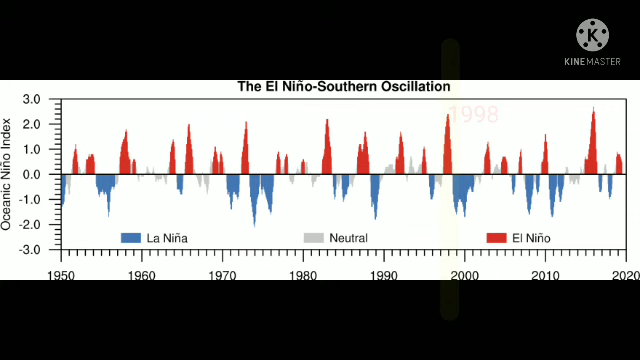 K
KINEMASTER
The El Niño-Southern Oscillation
1998
Oceanic Niño Index
3.0
2.0
1.0
0.0
-1.0
-2.0
-3.0
La Niña
Neutral
El Niño
1950
1960
1970
1980
1990
2000
2010
2020